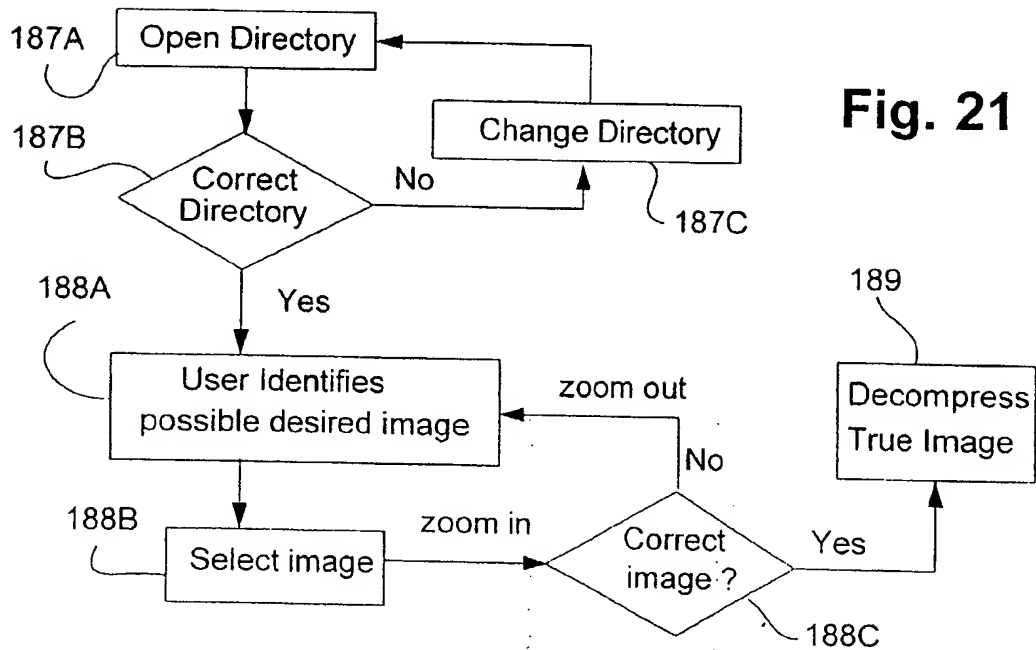 187A
Open Directory
Fig. 21
187B
Change Directory
Correct
Directory
No
187C
188A
Yes
189
User Identifies
possible desired image
zoom out
Decompress
True Image
No
188B
Select image
zoom in
Correct
image ?
Yes
188C